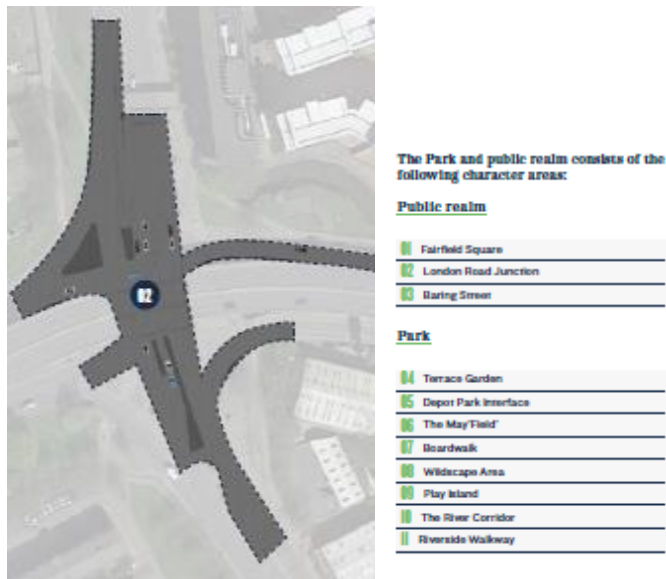 02
The Park and public realm consists of the
following character areas:
Public realm
01 Fairfield Square
02 London Road Junction
03 Baring Street
Park
04 Terrace Garden
05 Depot Park Interface
06 The May'Field'
07 Boardwalk
08 Wildscape Area
09 Play Island
10 The River Corridor
11 Riverside Walkway